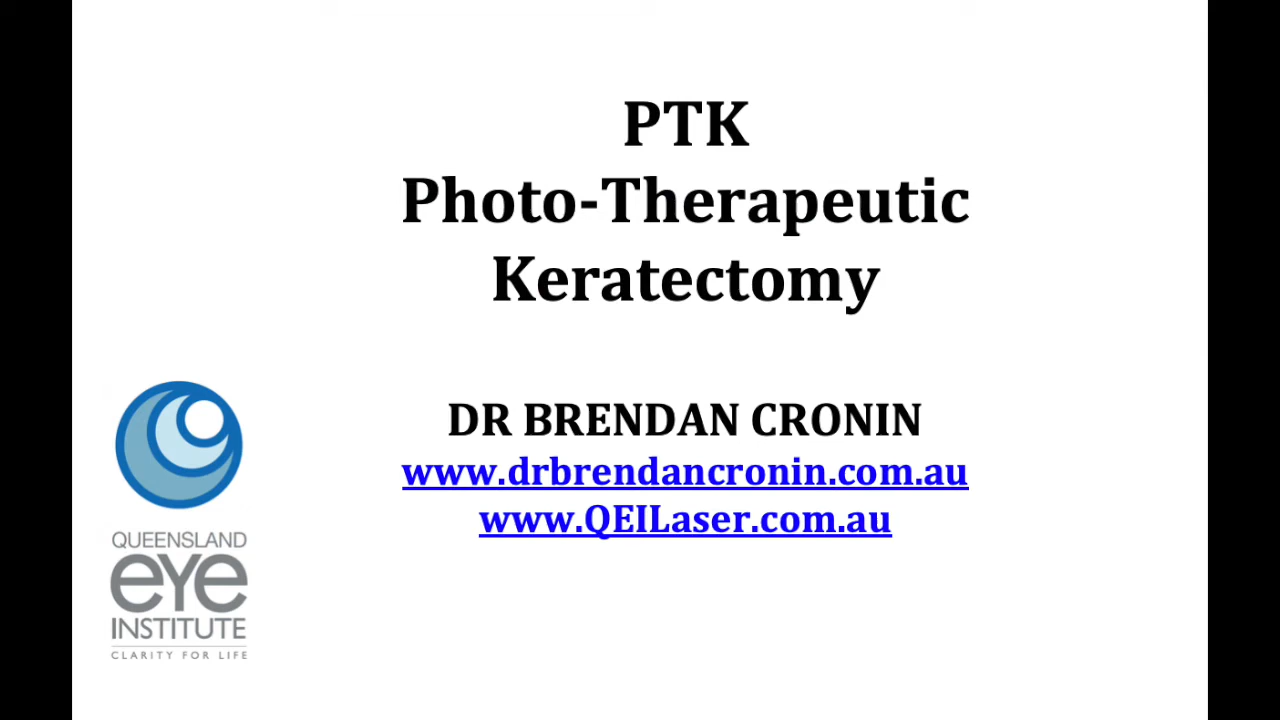 PTK
Photo-Therapeutic
Keratectomy
DR BRENDAN CRONIN
www.drbrendancronin.com.au
www.QEILaser.com.au
QUEENSLAND
eye
INSTITUTE
CLARITY FOR LIFE